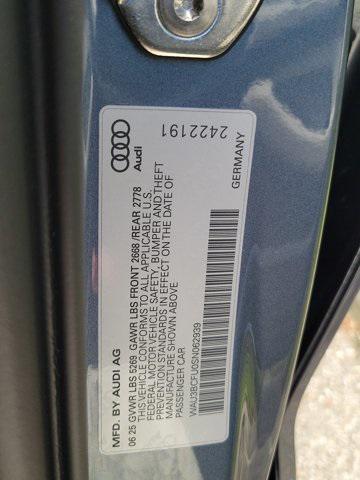 MFD. BY AUDI AG
06 25 GVWR LBS 5269 GAWR LBS FRONT 2668 /REAR 2778
THIS VEHICLE CONFORMS TO ALL APPLICABLE U.S.
FEDERAL MOTOR VEHICLE SAFETY, BUMPER AND THEFT
PREVENTION STANDARDS IN EFFECT ON THE DATE OF
MANUFACTURE SHOWN ABOVE
PASSENGER CAR
WAU3BCFU0SN062939
Audi
2422191
GERMANY